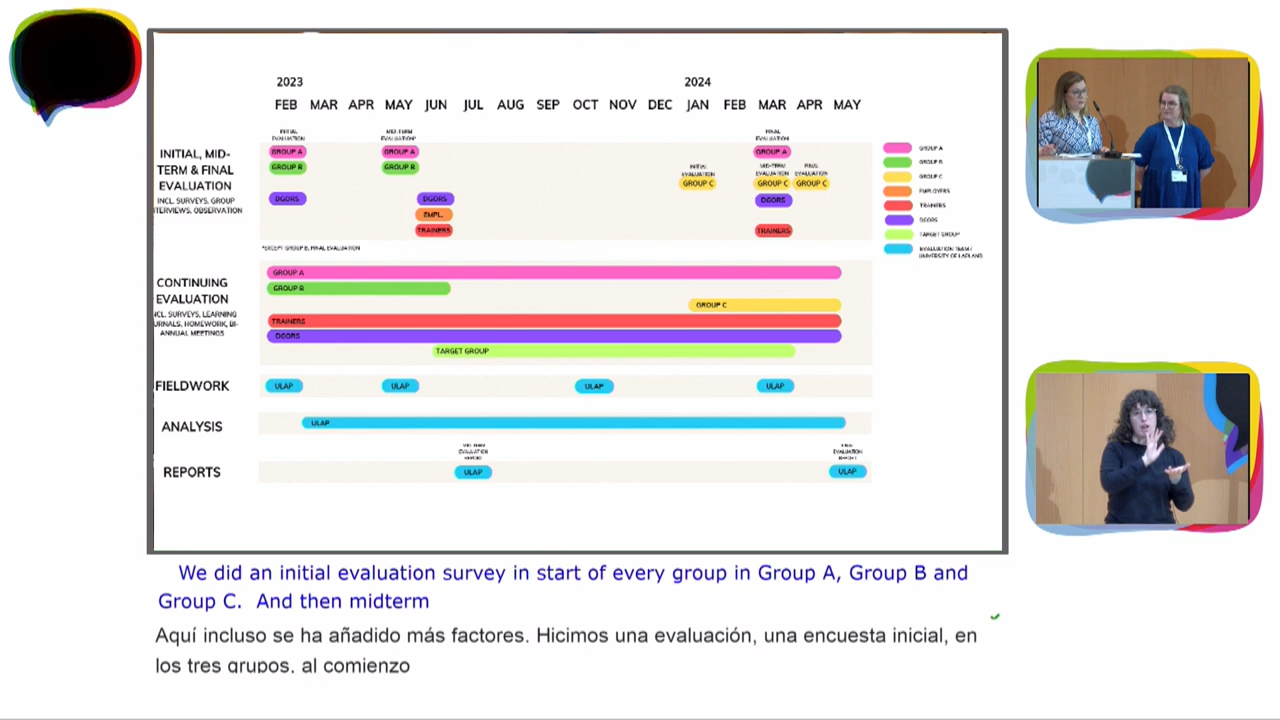 2023
2024
FEB MAR APR MAY JUN JUL AUG SEP OCT NOV DEC JAN FEB MAR APR MAY
INITIAL, MID-
TERM & FINAL
EVALUATION
INCL. SURVEYS, GROUP
TERVIEWS, OBSERVATION
INITIAL
EVALUATION
MID-TERM
EVALUATION*
FINAL
EVALUATION
GROUP A
GROUP A
GROUP A
GROUP B
GROUP B
INITIAL
EVALUATION
MID-TERM
EVALUATION
FINAL
EVALUATION
GROUP C
GROUP C
GROUP C
DGORS
DGORS
DGORS
EMPL.
TRAINERS
TRAINERS
*EXCEPT GROUP B, FINAL EVALUATION
GROUP A
GROUP B
GROUP C
EMPLOYERS
TRAINERS
DGORS
TARGET GROUP
EVALUATION TEAM /
UNIVERSITY OF LAPLAND
CONTINUING
EVALUATION
NCL. SURVEYS, LEARNING
URNALS, HOMEWORK, BI-
ANNUAL MEETINGS
GROUP A
GROUP B
GROUP C
TRAINERS
DGORS
TARGET GROUP
FIELDWORK
ULAP ULAP ULAP ULAP
ANALYSIS
ULAP
REPORTS
MID-TERM
EVALUATION
REPORT
FINAL
EVALUATION
REPORT
ULAP ULAP
We did an initial evaluation survey in start of every group in Group A, Group B and
Group C. And then midterm
Aquí incluso se ha añadido más factores. Hicimos una evaluación, una encuesta inicial, en
los tres grupos, al comienzo